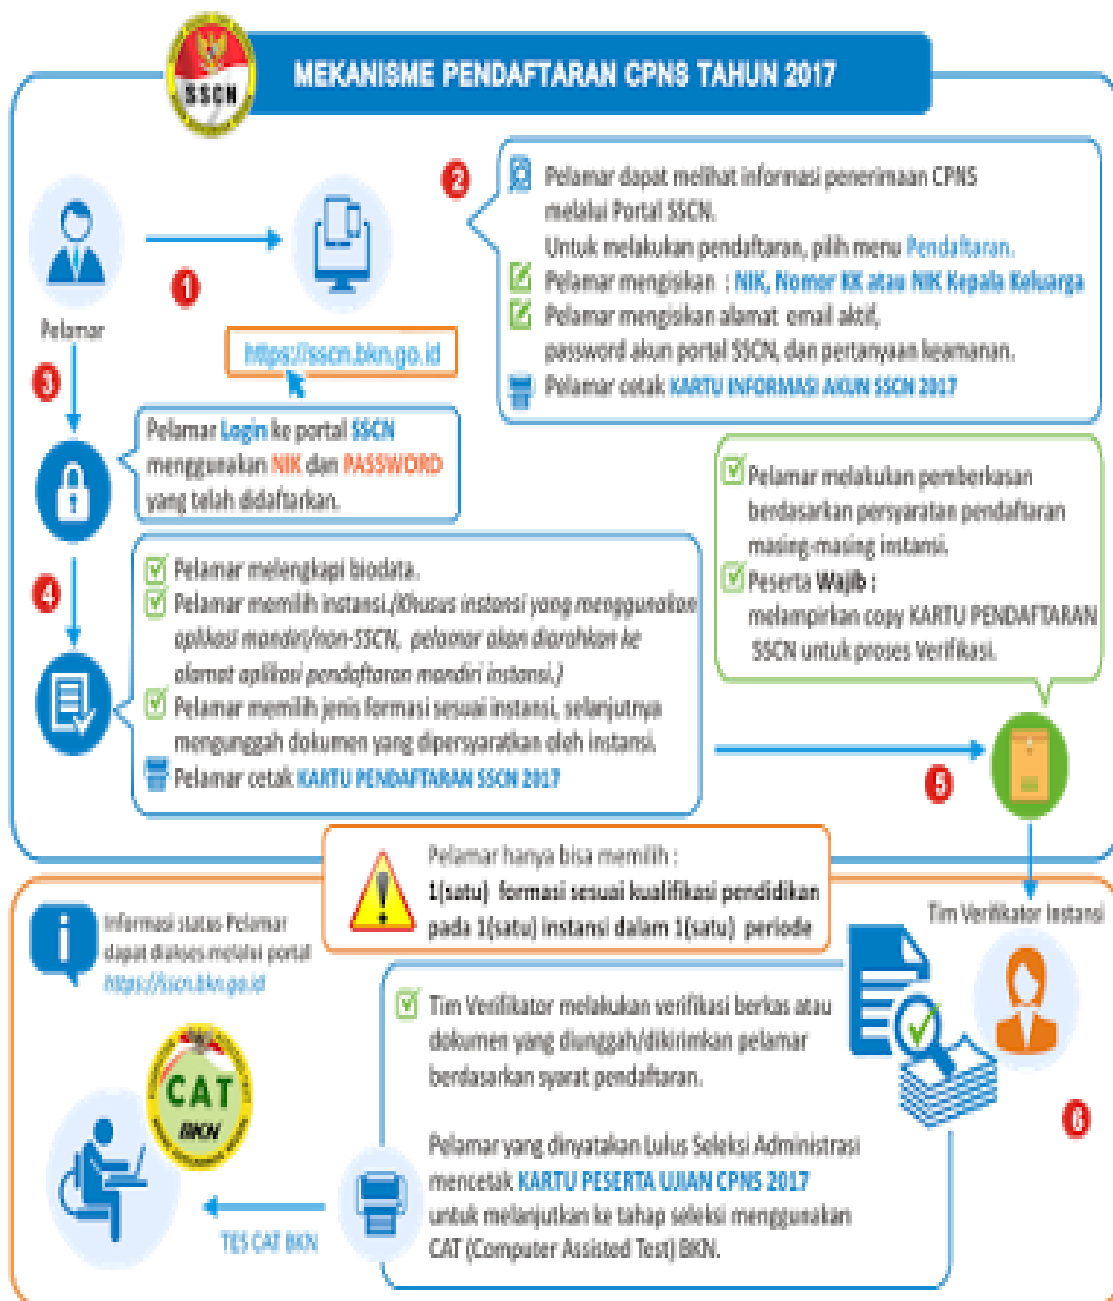 SSCN
MEKANISME PENDAFTARAN CPNS TAHUN 2017
1
Pelamar
https://sscn.bkn.go.id
2
Pelamar dapat melihat informasi penerimaan CPNS
melalui Portal SSCN.
Untuk melakukan pendaftaran, pilih menu Pendaftaran.
Pelamar mengisikan : NIK, Nomor KK atau NIK Kepala Keluarga
Pelamar mengisikan alamat email aktif,
password akun portal SSCN, dan pertanyaan keamanan.
Pelamar cetak KARTU INFORMASI AKUN SSCN 2017
3
Pelamar Login ke portal SSCN
menggunakan NIK dan PASSWORD
yang telah didaftarkan.
4
Pelamar melengkapi biodata.
Pelamar memilih instansi.(Khusus instansi yang menggunakan
aplikasi mandiri/non-SSCN, pelamar akan diarahkan ke
alamat aplikasi pendaftaran mandiri instansi.)
Pelamar memilih jenis formasi sesuai instansi, selanjutnya
mengunggah dokumen yang dipersyaratkan oleh instansi.
Pelamar cetak KARTU PENDAFTARAN SSCN 2017
Pelamar melakukan pemberkasan
berdasarkan persyaratan pendaftaran
masing-masing instansi.
Peserta Wajib :
melampirkan copy KARTU PENDAFTARAN
SSCN untuk proses Verifikasi.
5
Pelamar hanya bisa memilih :
1(satu) formasi sesuai kualifikasi pendidikan
pada 1(satu) instansi dalam 1(satu) periode
Tim Verifikator Instansi
Informasi status Pelamar
dapat diakses melalui portal
https://sscn.bkn.go.id
6
Tim Verifikator melakukan verifikasi berkas atau
dokumen yang diunggah/dikirimkan pelamar
berdasarkan syarat pendaftaran.
Pelamar yang dinyatakan Lulus Seleksi Administrasi
mencetak KARTU PESERTA UJIAN CPNS 2017
untuk melanjutkan ke tahap seleksi menggunakan
CAT (Computer Assisted Test) BKN.
CAT
BKN
TES CAT BKN